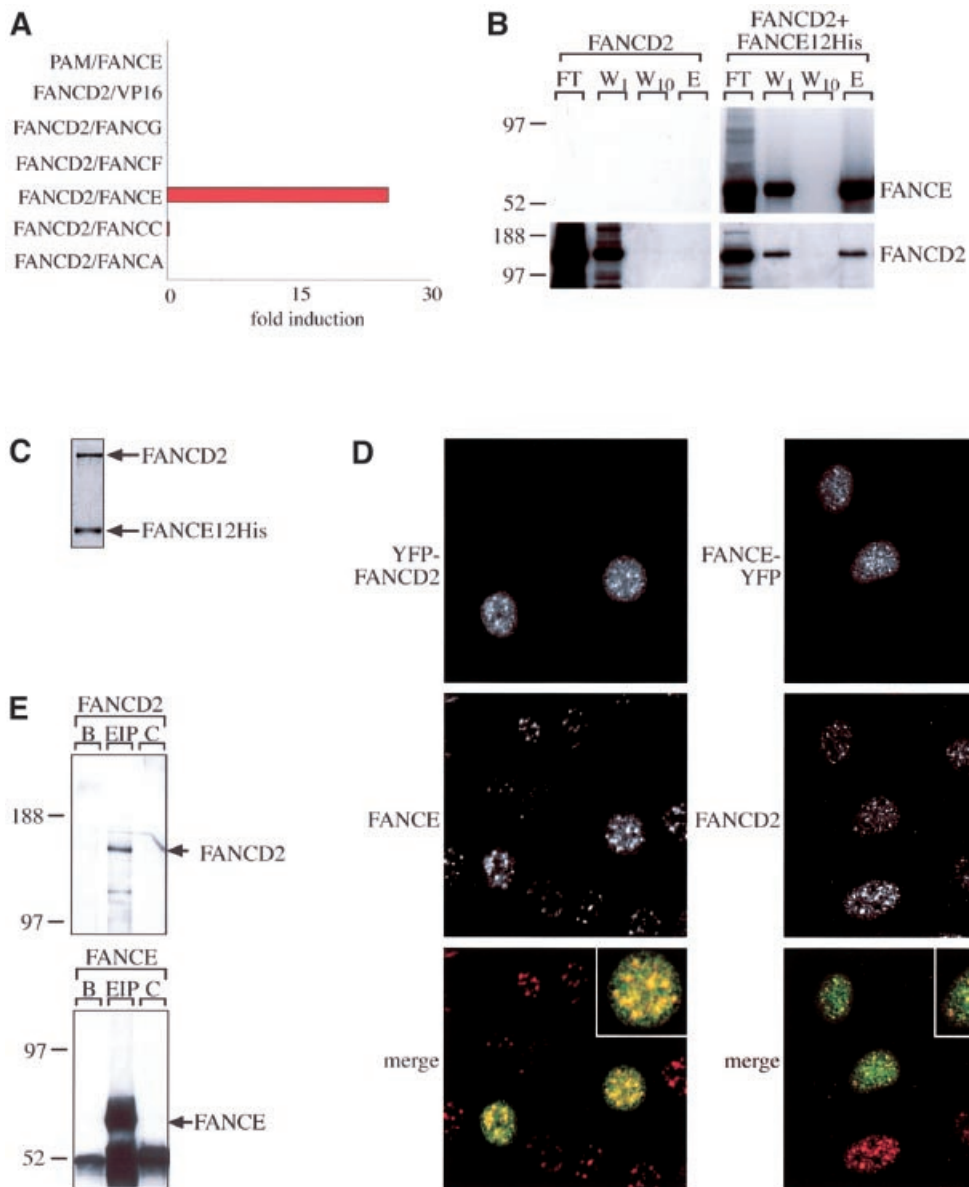 A
PAM/FANCE
FANCD2/VP16
FANCD2/FANCG
FANCD2/FANCF
FANCD2/FANCE
FANCD2/FANCC
FANCD2/FANCA
0 15 30
fold induction
B
FANCD2
FT W1 W10 E
FANCD2+
FANCE12His
FT W1 W10 E
97
52
FANCE
188
97
FANCD2
C
FANCD2
FANCE12His
D
YFP-
FANCD2
FANCE
merge
FANCE-
YFP
FANCD2
merge
E
FANCD2
B EIP C
188
FANCD2
97
FANCE
B EIP C
97
FANCE
52